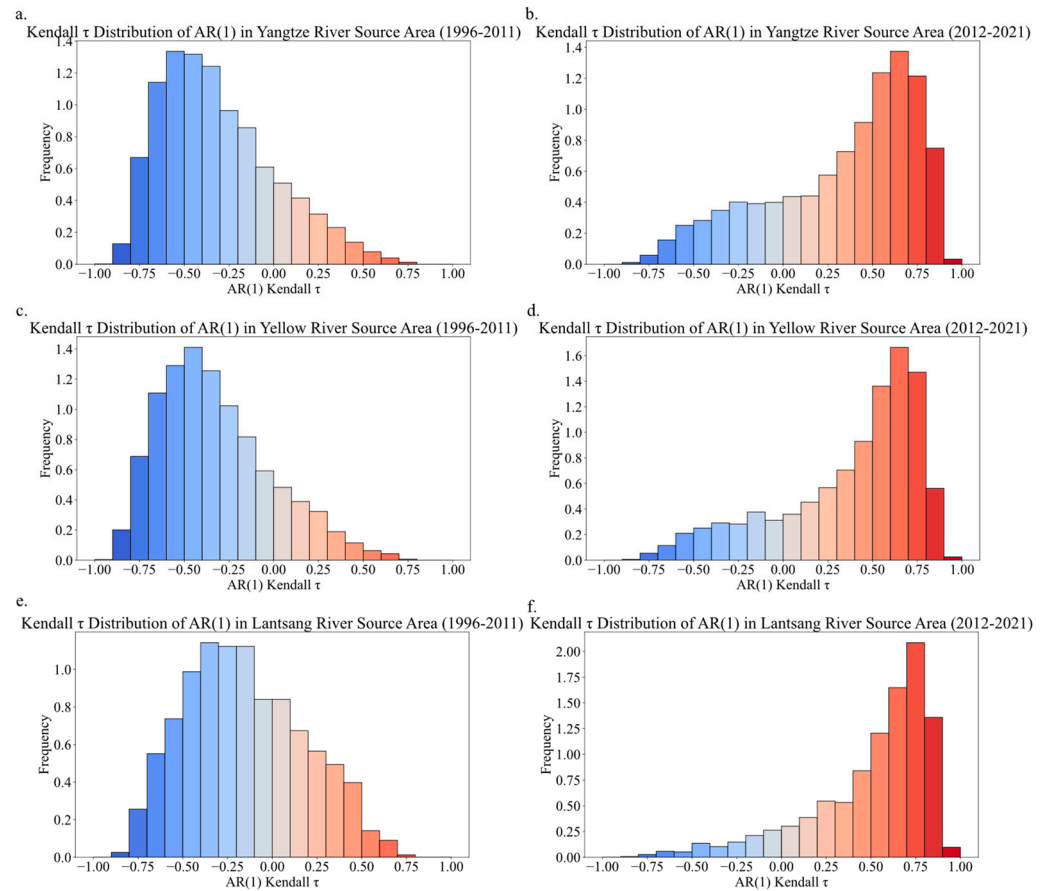 a.
Kendall τ Distribution of AR(1) in Yangtze River Source Area (1996-2011)
1.4
1.2
1.0
0.8
0.6
0.4
0.2
0.0
Frequency
−1.00 −0.75 −0.50 −0.25 0.00 0.25 0.50 0.75 1.00
AR(1) Kendall τ
b.
Kendall τ Distribution of AR(1) in Yangtze River Source Area (2012-2021)
1.4
1.2
1.0
0.8
0.6
0.4
0.2
0.0
Frequency
−1.00 −0.75 −0.50 −0.25 0.00 0.25 0.50 0.75 1.00
AR(1) Kendall τ
c.
Kendall τ Distribution of AR(1) in Yellow River Source Area (1996-2011)
1.4
1.2
1.0
0.8
0.6
0.4
0.2
0.0
Frequency
−1.00 −0.75 −0.50 −0.25 0.00 0.25 0.50 0.75 1.00
AR(1) Kendall τ
d.
Kendall τ Distribution of AR(1) in Yellow River Source Area (2012-2021)
1.6
1.4
1.2
1.0
0.8
0.6
0.4
0.2
0.0
Frequency
−1.00 −0.75 −0.50 −0.25 0.00 0.25 0.50 0.75 1.00
AR(1) Kendall τ
e.
Kendall τ Distribution of AR(1) in Lantsang River Source Area (1996-2011)
1.0
0.8
0.6
0.4
0.2
0.0
Frequency
−1.00 −0.75 −0.50 −0.25 0.00 0.25 0.50 0.75 1.00
AR(1) Kendall τ
f.
Kendall τ Distribution of AR(1) in Lantsang River Source Area (2012-2021)
2.00
1.75
1.50
1.25
1.00
0.75
0.50
0.25
0.00
Frequency
−1.00 −0.75 −0.50 −0.25 0.00 0.25 0.50 0.75 1.00
AR(1) Kendall τ